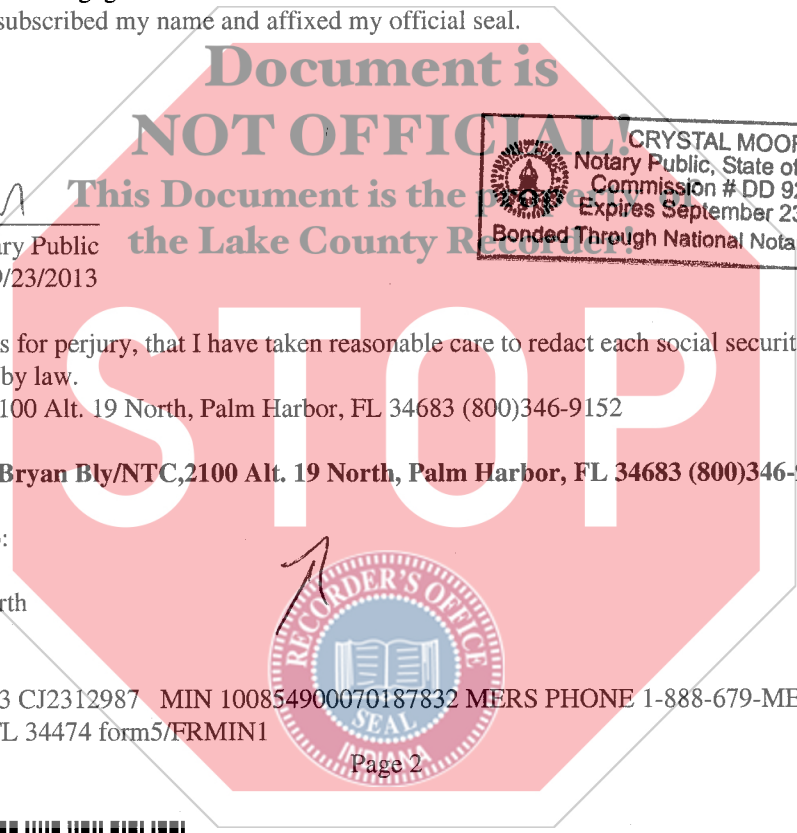 subscribed my name and affixed my official seal.
Document is
NOT OFFICIAL!
This Document is the property of
the Lake County Recorder!
CRYSTAL MOOR
Notary Public, State of
Commission # DD 92
Expires September 23
Bonded Through National Nota
ary Public
9/23/2013
STOP
s for perjury, that I have taken reasonable care to redact each social securit
by law.
100 Alt. 19 North, Palm Harbor, FL 34683 (800)346-9152
Bryan Bly/NTC,2100 Alt. 19 North, Palm Harbor, FL 34683 (800)346-
:
rth
RECORDER'S OFFICE
SEAL
INDIANA
3 CJ2312987 MIN 100854900070187832 MERS PHONE 1-888-679-ME
FL 34474 form5/FRMIN1
Page 2